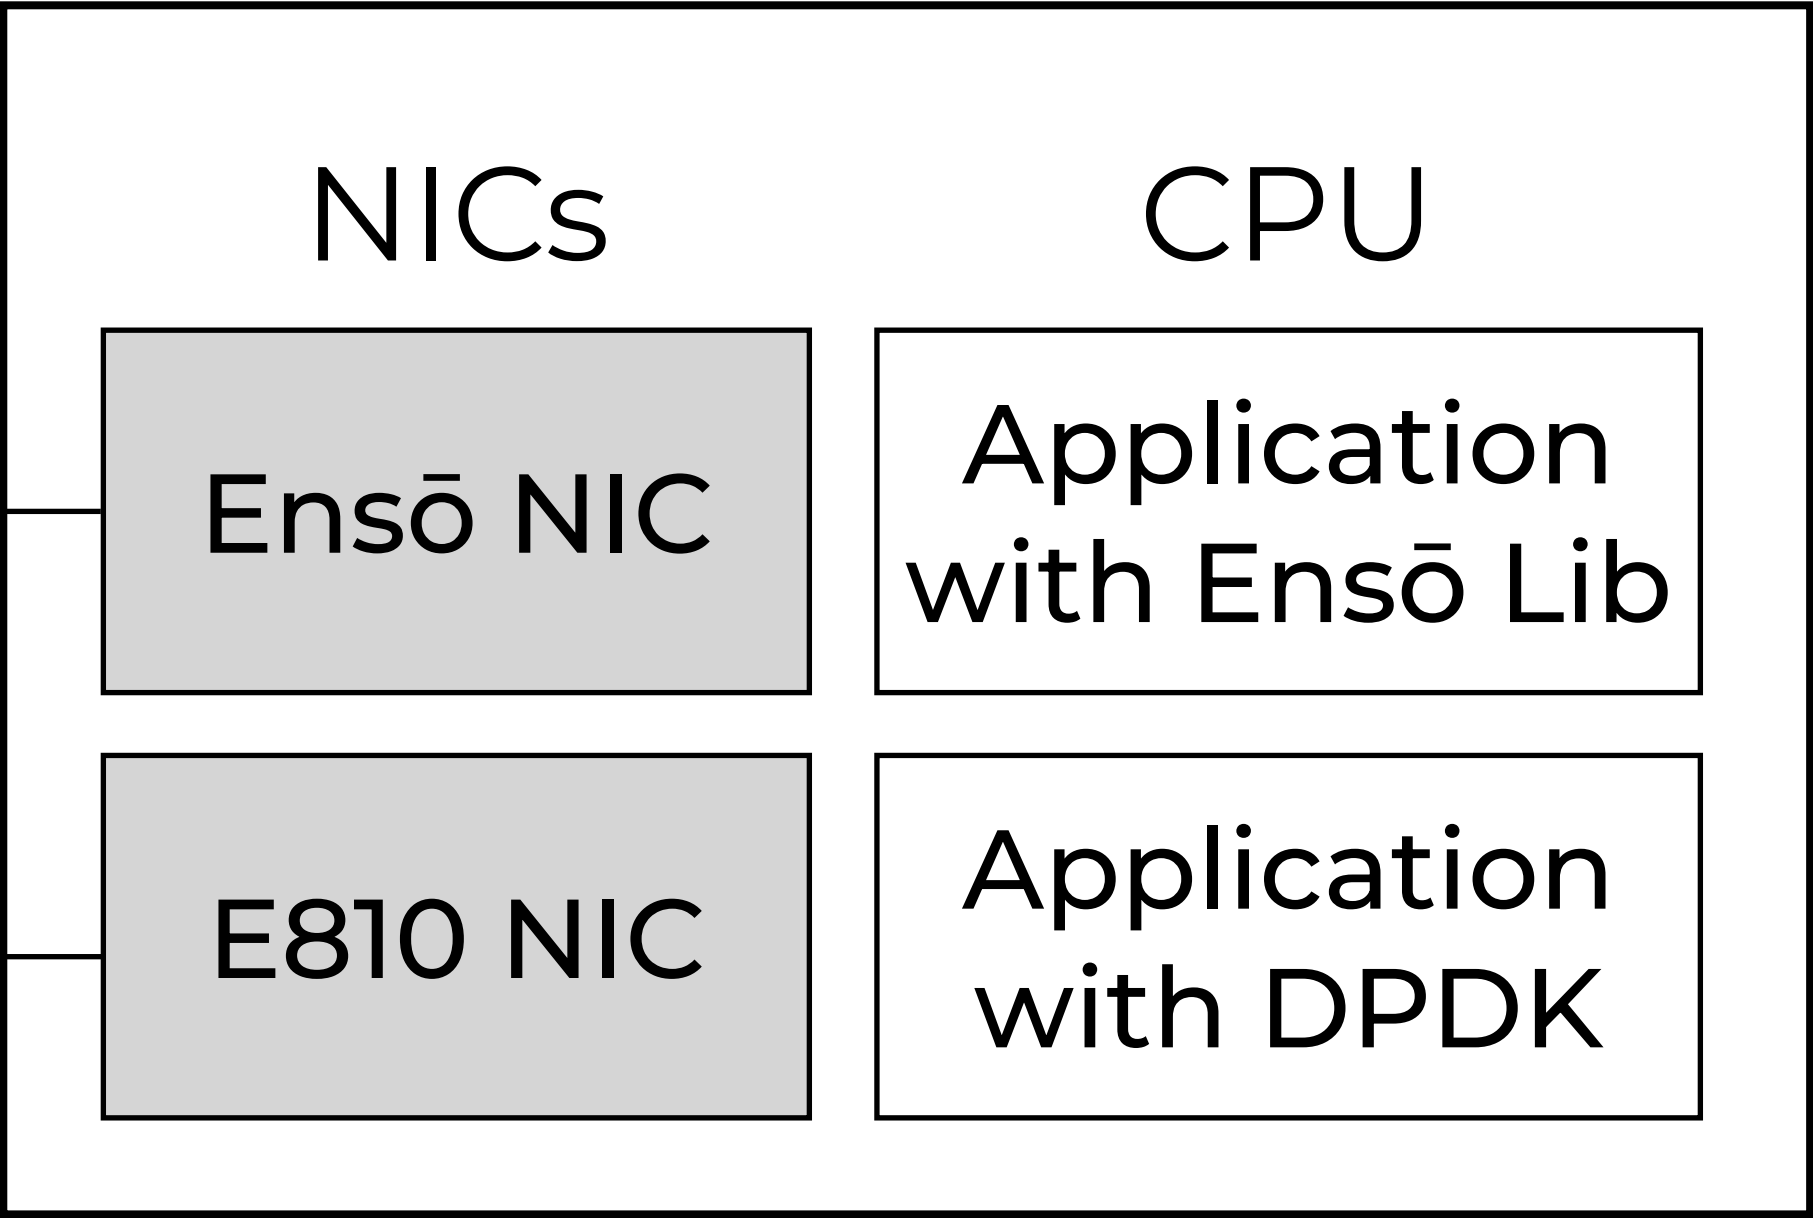 NICs
CPU
Ensō NIC
Application
with Ensō Lib
E810 NIC
Application
with DPDK